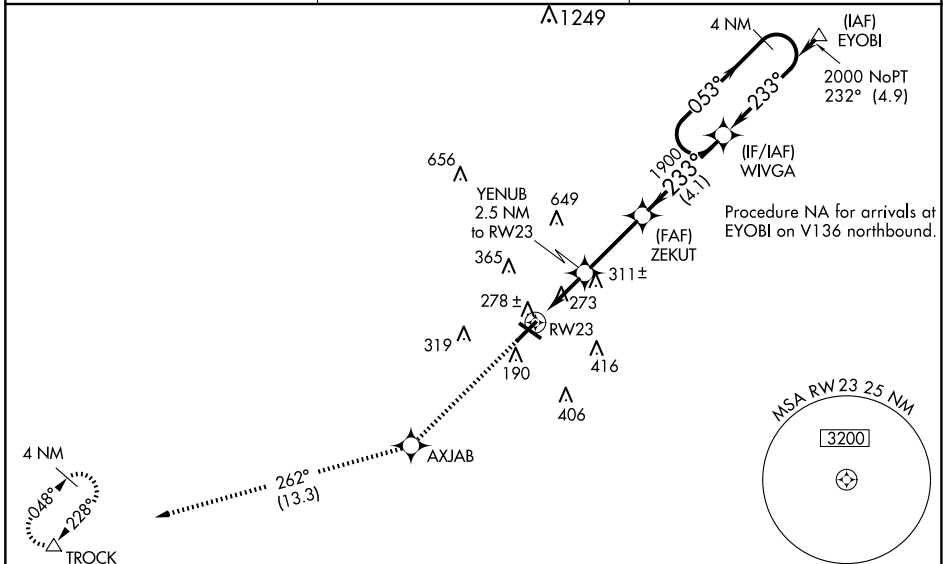 1249
4 NM
(IAF)
EYOBI
2000 NoPT
232° (4.9)
053°
233°
(IF/IAF)
WIVGA
1900
233°
(4.1)
656
YENUB
2.5 NM
to RW23
649
(FAF)
ZEKUT
Procedure NA for arrivals at
EYOBI on V136 northbound.
365
311±
278±
273
RW23
319
190
416
406
MSA RW23 25 NM
3200
AXJAB
262°
(13.3)
4 NM
048°
228°
TROCK